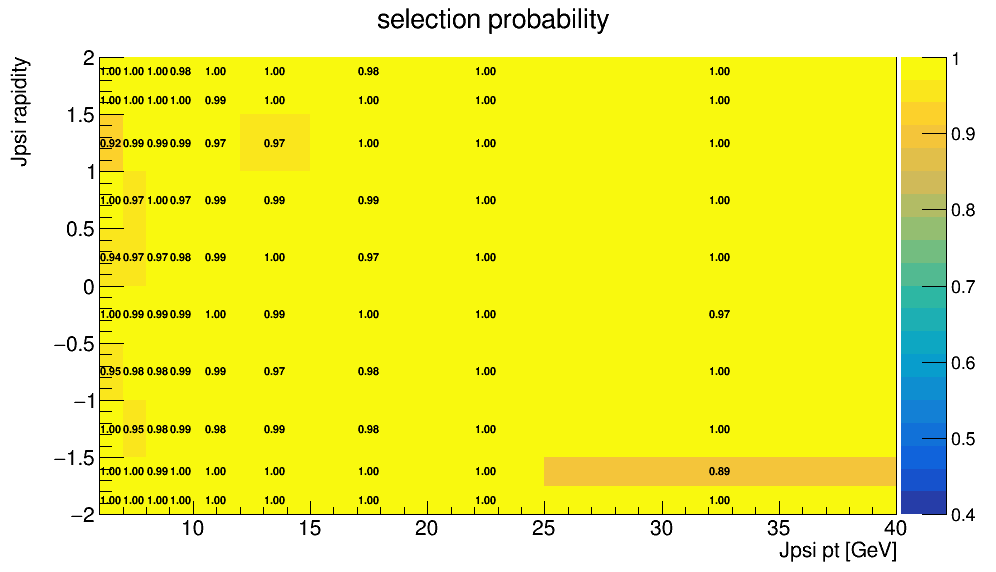 selection probability
Jpsi rapidity
2
1.5
1
0.5
0
−0.5
−1
−1.5
−2
1.00 1.00 1.00 0.98 1.00 1.00 0.98 1.00 1.00
1.00 1.00 1.00 1.00 0.99 1.00 1.00 1.00 1.00
0.92 0.99 0.99 0.99 0.97 0.97 1.00 1.00 1.00
1.00 0.97 1.00 0.97 0.99 0.99 0.99 1.00 1.00
0.94 0.97 0.97 0.98 0.99 1.00 0.97 1.00 1.00
1.00 0.99 0.99 0.99 1.00 0.99 1.00 1.00 0.97
0.95 0.98 0.98 0.99 0.99 0.97 0.98 1.00 1.00
1.00 0.95 0.98 0.99 0.98 0.99 0.98 1.00 1.00
1.00 1.00 0.99 1.00 1.00 1.00 1.00 1.00 0.89
1.00 1.00 1.00 1.00 1.00 1.00 1.00 1.00 1.00
10 15 20 25 30 35 40
Jpsi pt [GeV]
1
0.9
0.8
0.7
0.6
0.5
0.4